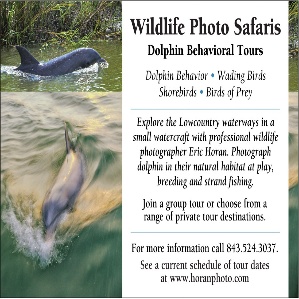 Wildlife Photo Safaris
Dolphin Behavioral Tours
Dolphin Behavior • Wading Birds
Shorebirds • Birds of Prey
Explore the Lowcountry waterways in a
small watercraft with professional wildlife
photographer Eric Horan. Photograph
dolphin in their natural habitat at play,
breeding and strand fishing.
Join a group tour or choose from a
range of private tour destinations.
For more information call 843.524.3037.
See a current schedule of tour dates
at www.horanphoto.com